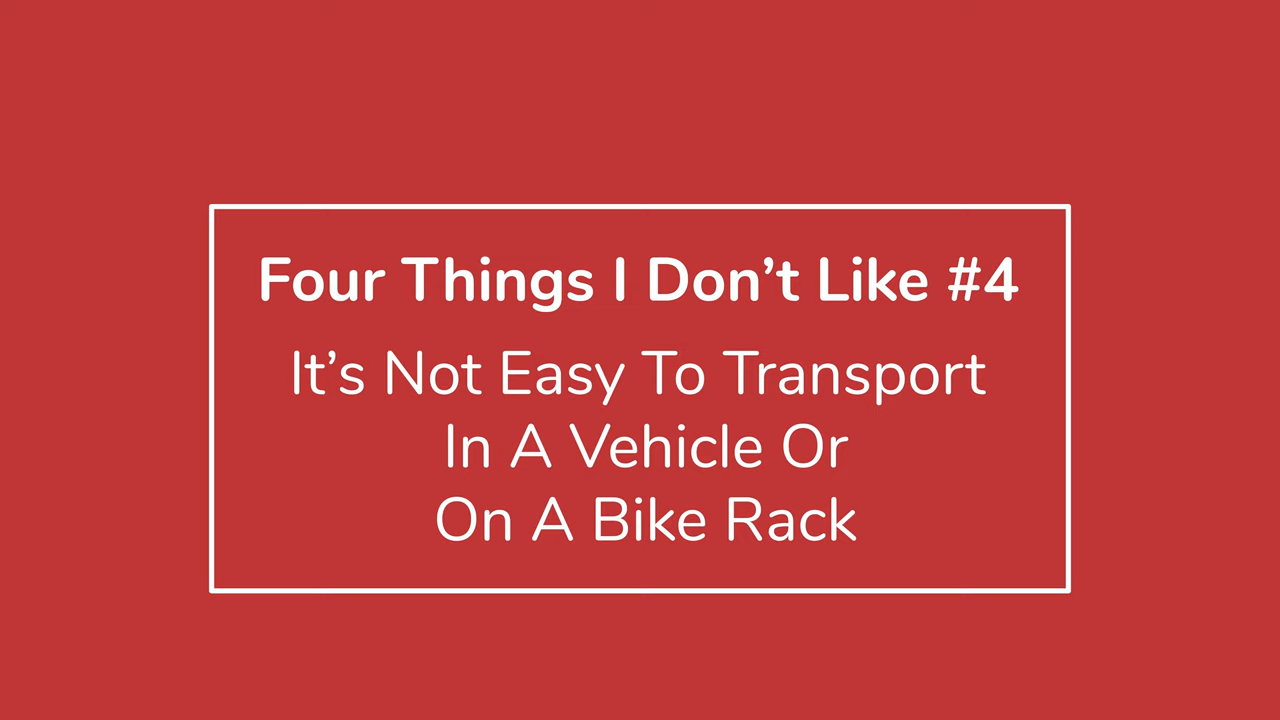 Four Things I Don’t Like #4
It’s Not Easy To Transport
In A Vehicle Or
On A Bike Rack